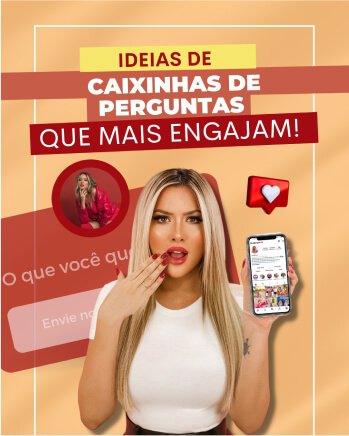 IDEIAS DE
CAIXINHAS DE
PERGUNTAS
QUE MAIS ENGAJAM!
O que você qu
Envie no